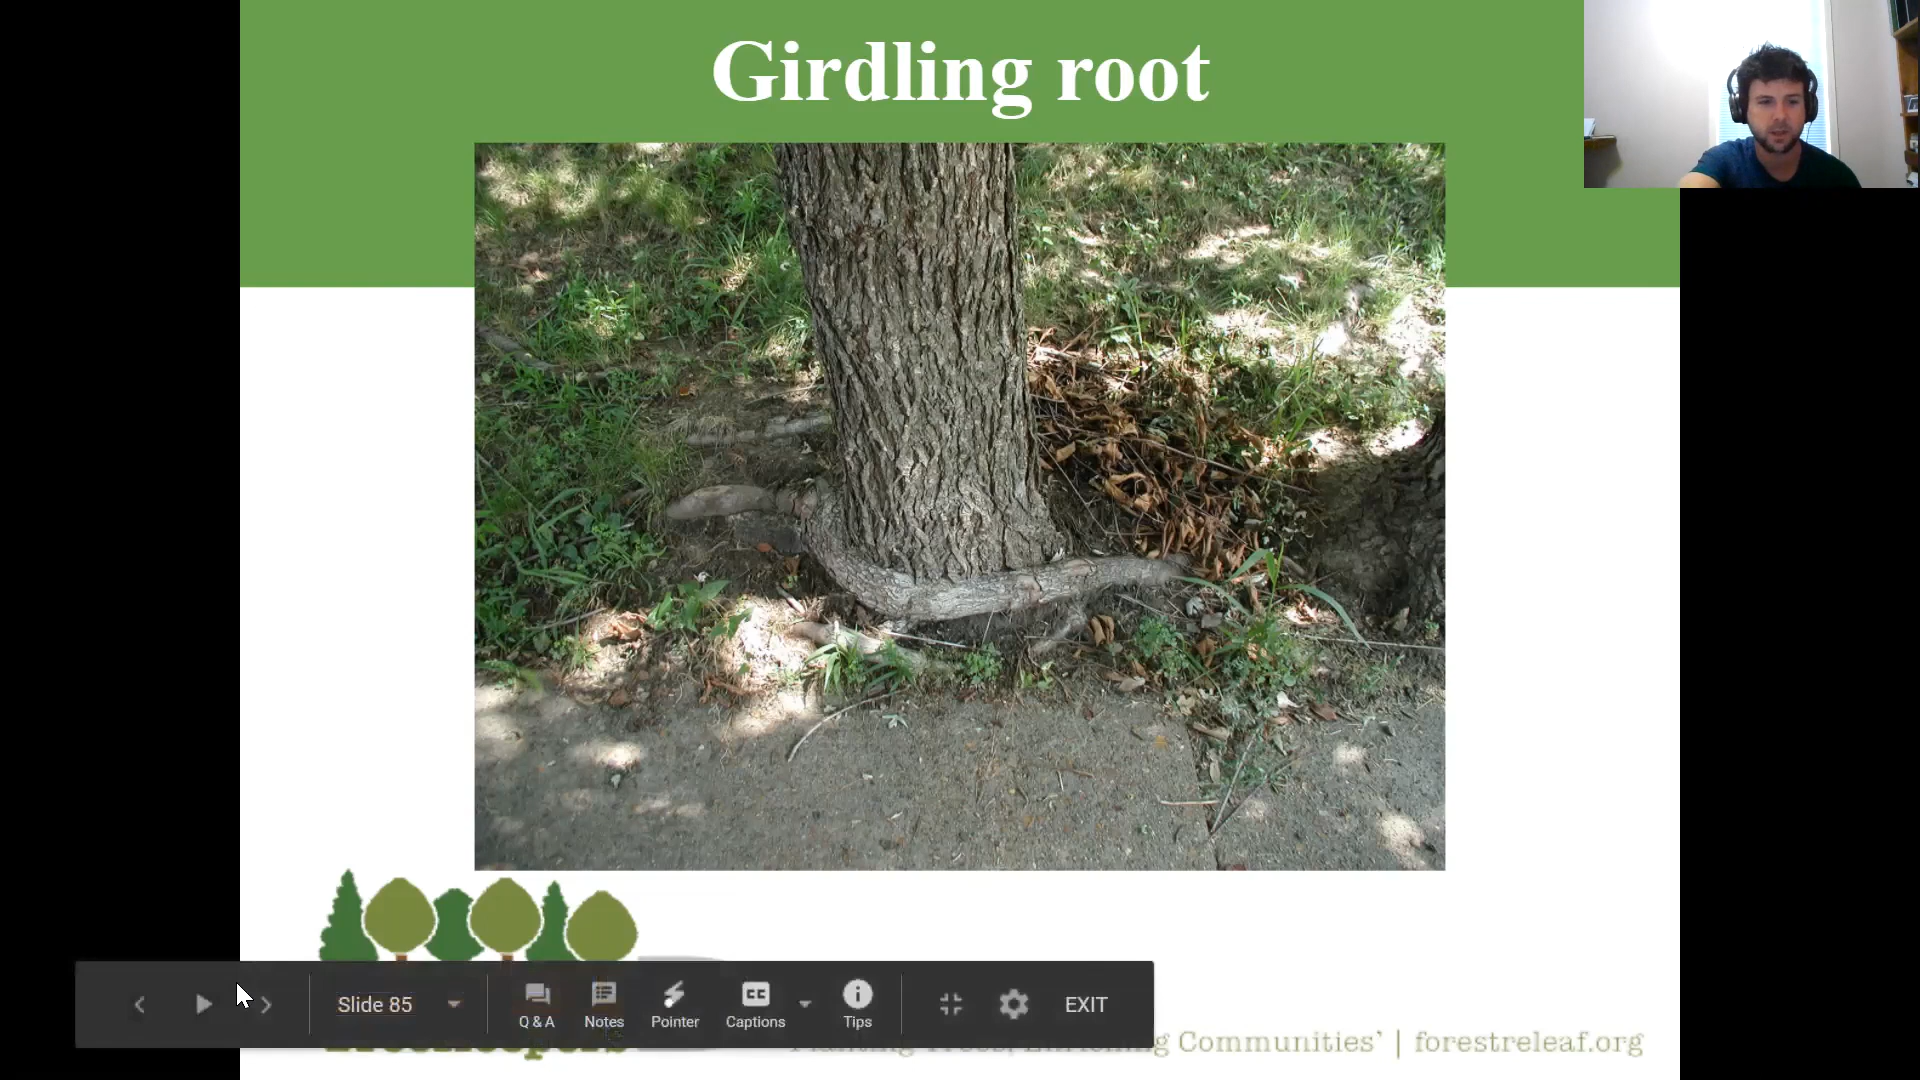 Girdling root
Slide 85
Q & A
Notes
Pointer
Captions
Tips
EXIT
Communities’ | forestreleaf.org